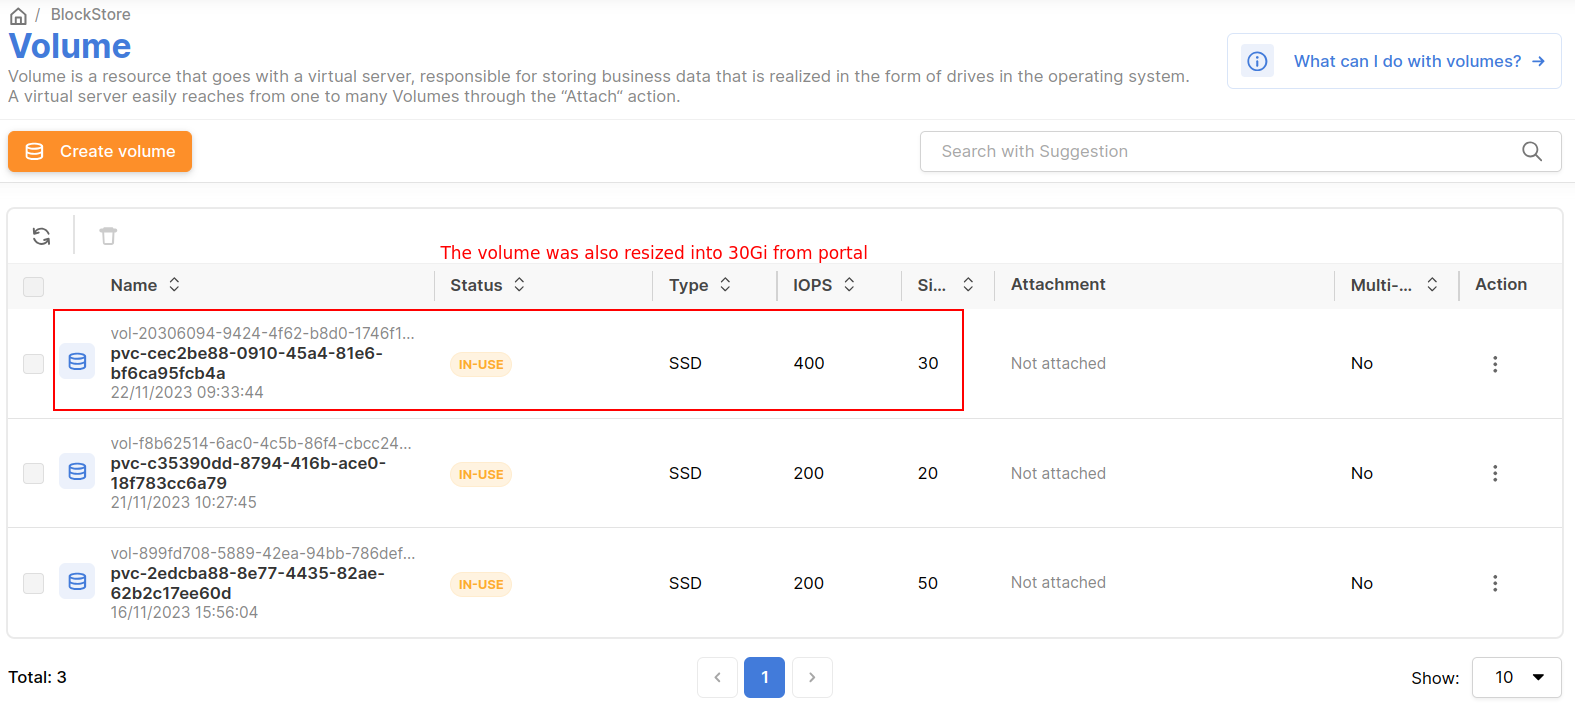 / BlockStore
Volume
Volume is a resource that goes with a virtual server, responsible for storing business data that is realized in the form of drives in the operating system.
A virtual server easily reaches from one to many Volumes through the “Attach“ action.
What can I do with volumes? →
Create volume
Search with Suggestion
The volume was also resized into 30Gi from portal
Name Status Type IOPS Si... Attachment Multi-... Action
vol-20306094-9424-4f62-b8d0-1746f1...
pvc-cec2be88-0910-45a4-81e6-
bf6ca95fcb4a
22/11/2023 09:33:44
IN-USE SSD 400 30 Not attached No
vol-f8b62514-6ac0-4c5b-86f4-cbcc24...
pvc-c35390dd-8794-416b-ace0-
18f783cc6a79
21/11/2023 10:27:45
IN-USE SSD 200 20 Not attached No
vol-899fd708-5889-42ea-94bb-786def...
pvc-2edcba88-8e77-4435-82ae-
62b2c17ee60d
16/11/2023 15:56:04
IN-USE SSD 200 50 Not attached No
Total: 3
1
Show: 10